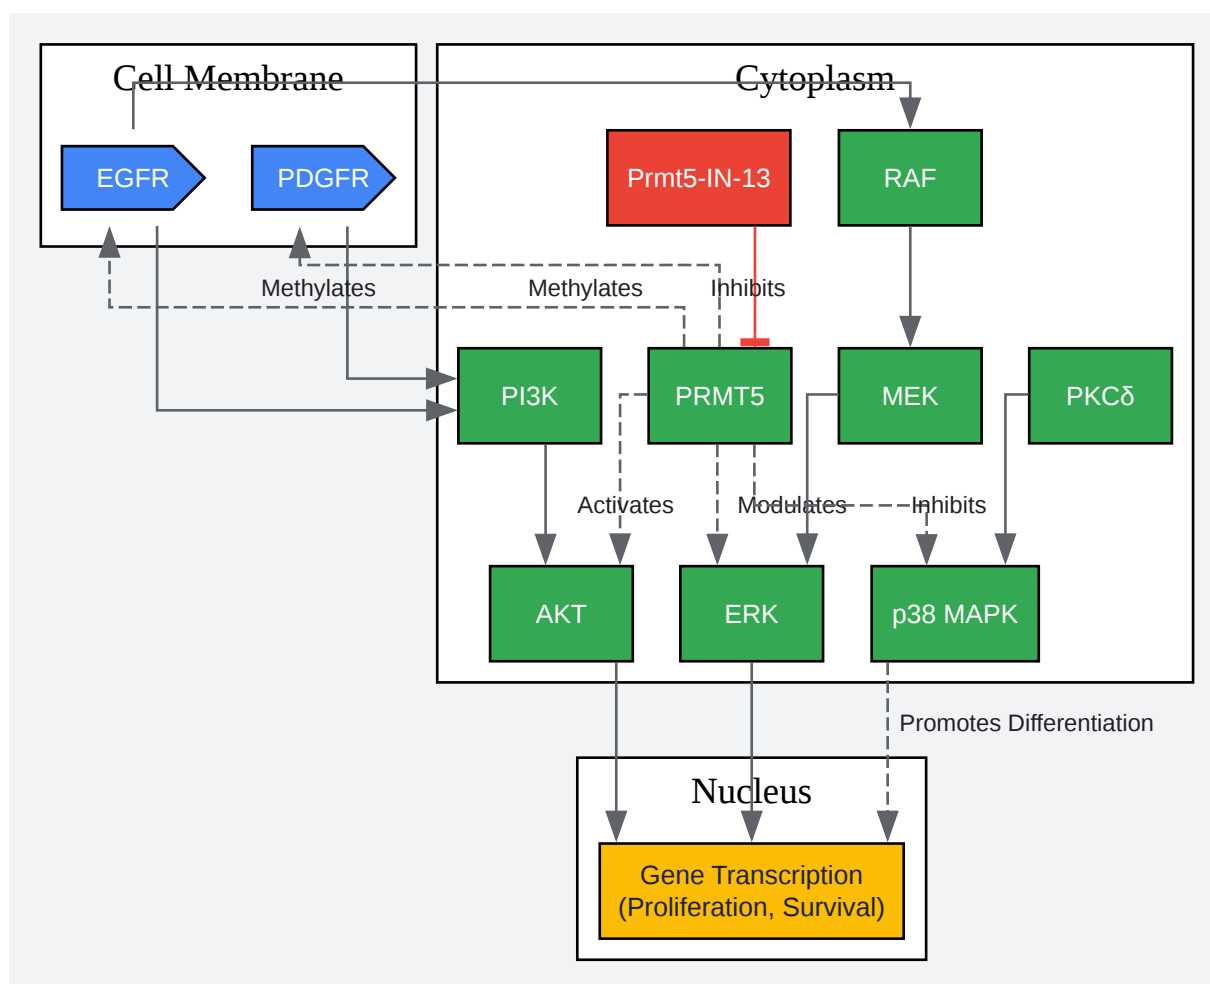 Cell Membrane
Cytoplasm
EGFR
PDGFR
Prmt5-IN-13
RAF
Methylates
Methylates
Inhibits
PI3K
PRMT5
MEK
PKCδ
Activates
Modulates
Inhibits
AKT
ERK
p38 MAPK
Promotes Differentiation
Nucleus
Gene Transcription
(Proliferation, Survival)